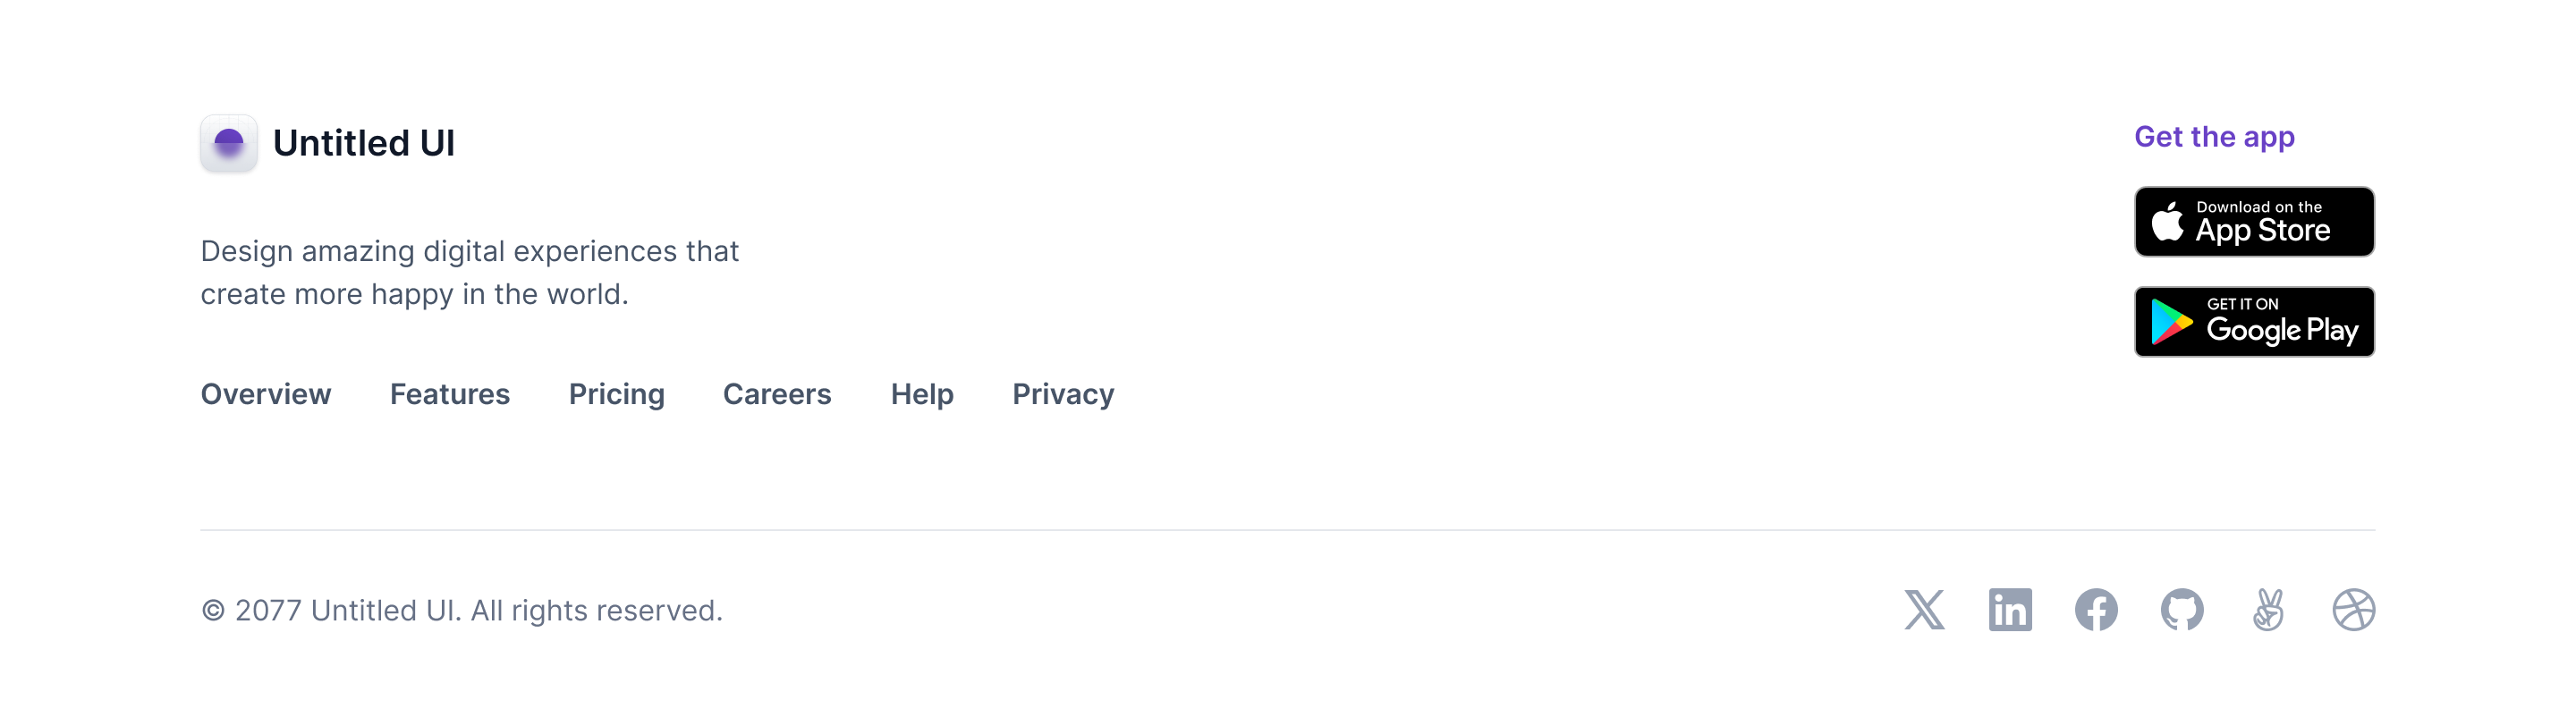 Untitled UI
Design amazing digital experiences that
create more happy in the world.
Overview Features Pricing Careers Help Privacy
Get the app
Download on the
App Store
GET IT ON
Google Play
© 2077 Untitled UI. All rights reserved.